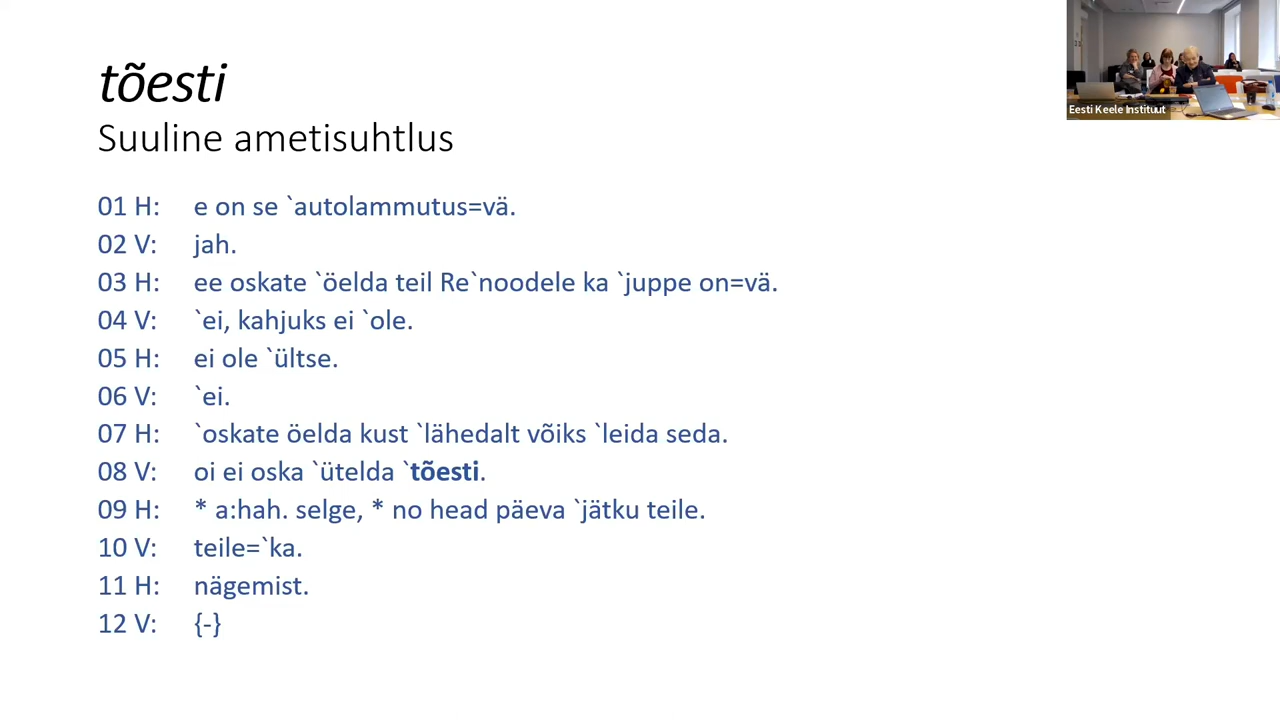 tõesti
Suuline ametisuhtlus
01 H: e on se `autolammutus=vä.
02 V: jah.
03 H: ee oskate `öelda teil Re`noodele ka `juppe on=vä.
04 V: `ei, kahjuks ei `ole.
05 H: ei ole `ültse.
06 V: `ei.
07 H: `oskate öelda kust `lähedalt võiks `leida seda.
08 V: oi ei oska `ütelda `tõesti.
09 H: * a:hah. selge, * no head päeva `jätku teile.
10 V: teile=`ka.
11 H: nägemist.
12 V: {-}
Eesti Keele Instituut